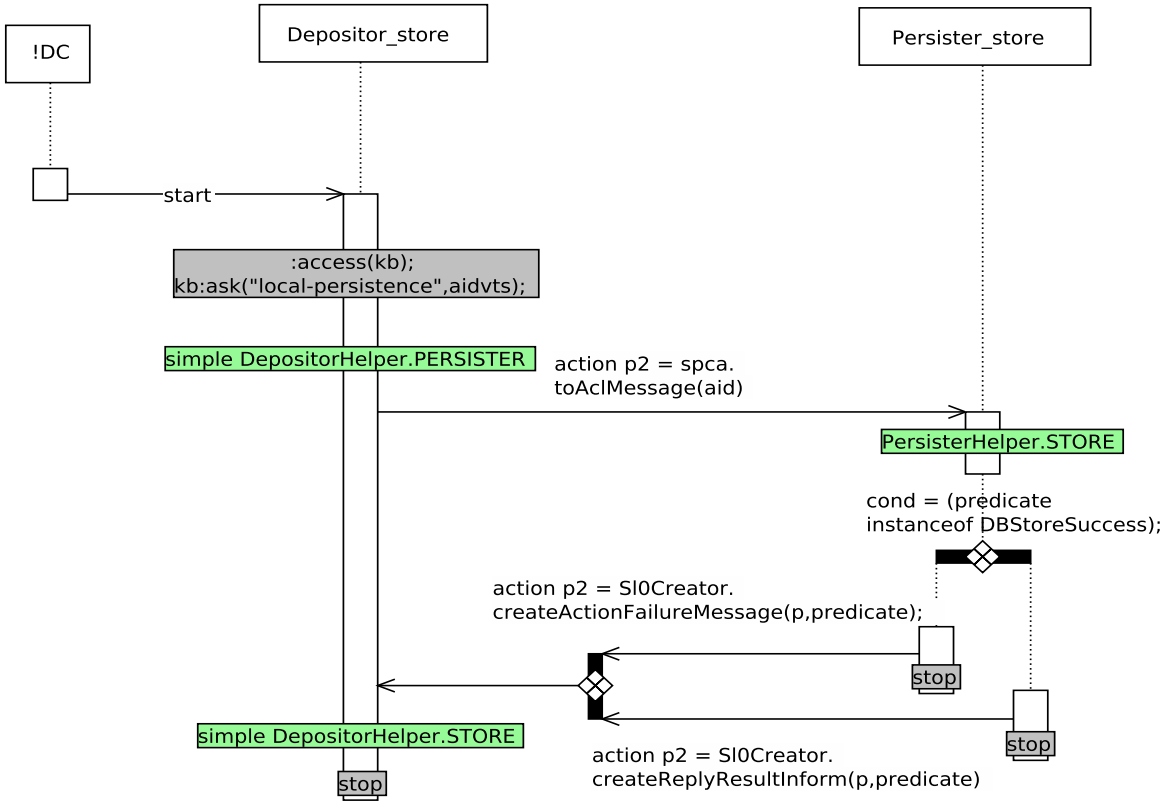 !DC
Depositor_store
Persister_store
start
:access(kb);
kb:ask("local-persistence",aidvts);
simple DepositorHelper.PERSISTER
action p2 = spca.
toAclMessage(aid)
PersisterHelper.STORE
cond = (predicate
instanceof DBStoreSuccess);
action p2 = Sl0Creator.
createActionFailureMessage(p,predicate);
stop
simple DepositorHelper.STORE
stop
action p2 = Sl0Creator.
createReplyResultInform(p,predicate)
stop